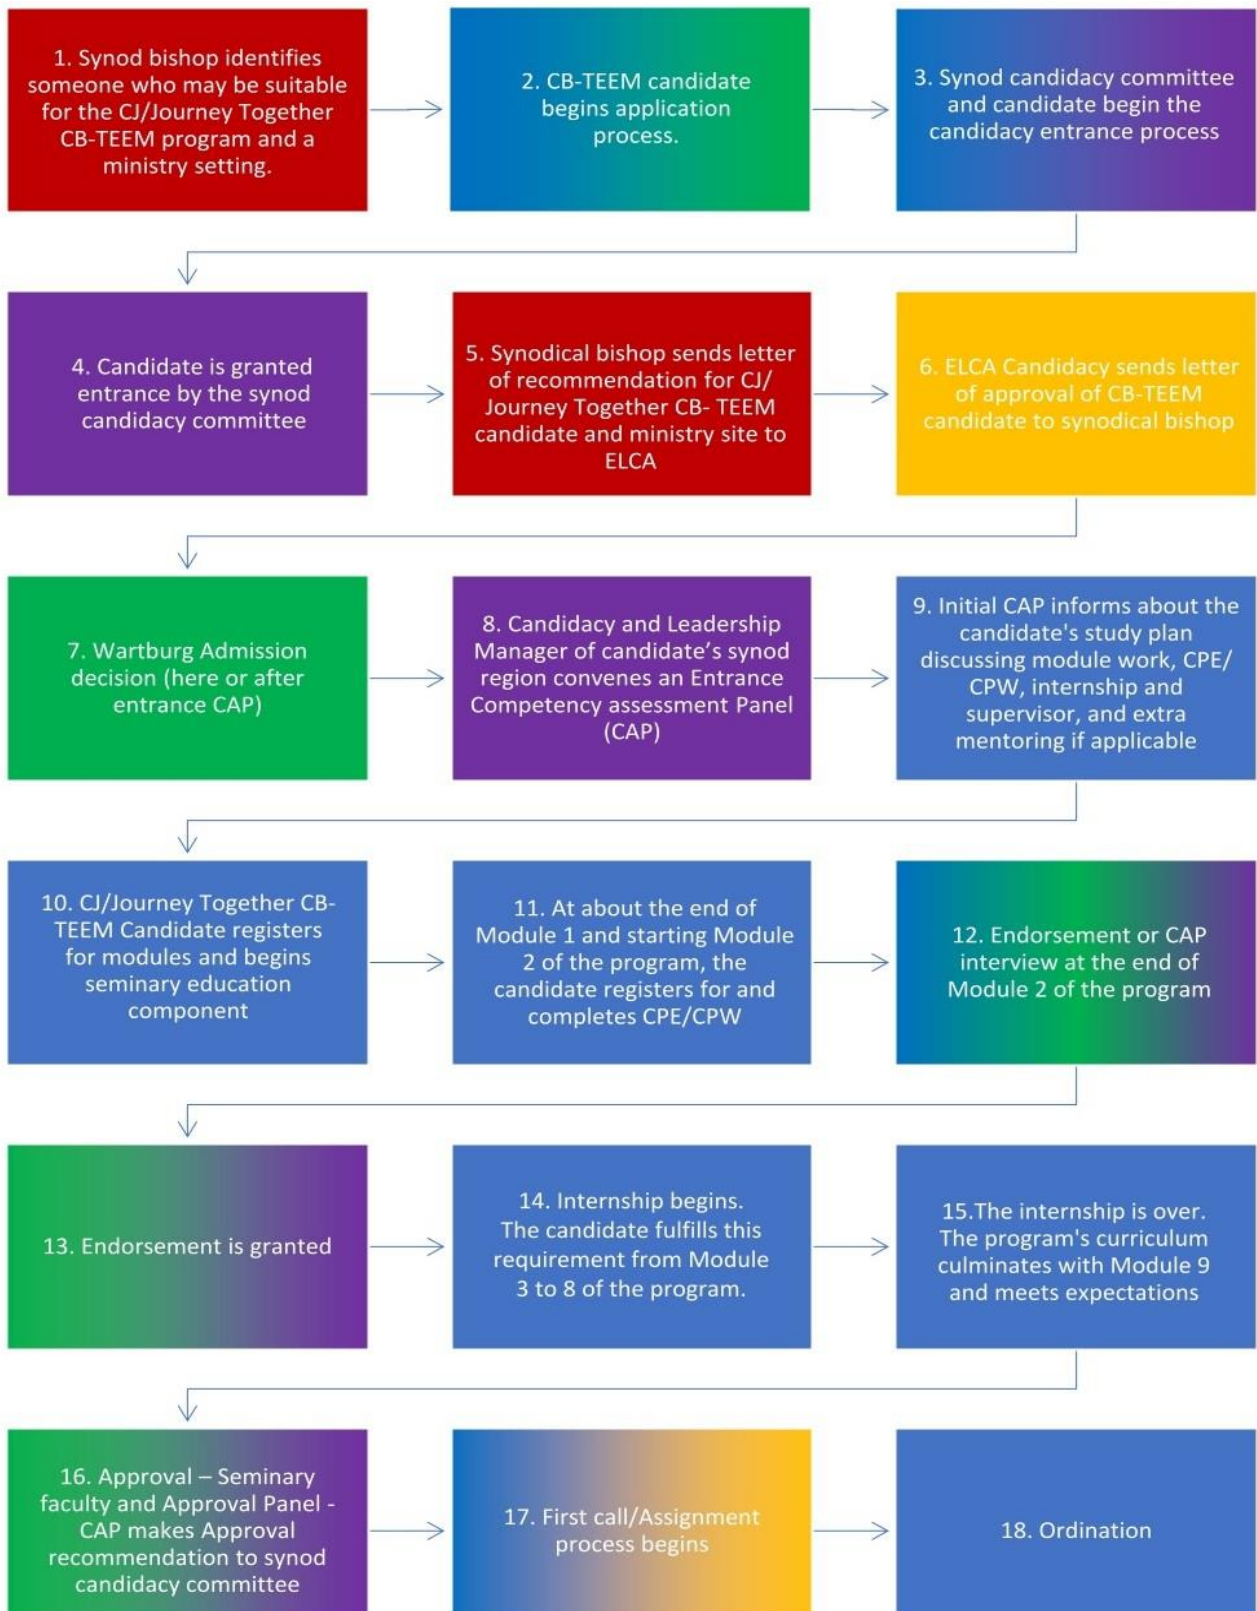 1. Synod bishop identifies
someone who may be suitable
for the CJ/Journey Together
CB-TEEM program and a
ministry setting.
2. CB-TEEM candidate
begins application
process.
3. Synod candidacy committee
and candidate begin the
candidacy entrance process
4. Candidate is granted
entrance by the synod
candidacy committee
5. Synodical bishop sends letter
of recommendation for CJ/
Journey Together CB- TEEM
candidate and ministry site to
ELCA
6. ELCA Candidacy sends letter
of approval of CB-TEEM
candidate to synodical bishop
7. Wartburg Admission
decision (here or after
entrance CAP)
8. Candidacy and Leadership
Manager of candidate’s synod
region convenes an Entrance
Competency assessment Panel
(CAP)
9. Initial CAP informs about the
candidate's study plan
discussing module work, CPE/
CPW, internship and
supervisor, and extra
mentoring if applicable
10. CJ/Journey Together CB-
TEEM Candidate registers
for modules and begins
seminary education
component
11. At about the end of
Module 1 and starting Module
2 of the program, the
candidate registers for and
completes CPE/CPW
12. Endorsement or CAP
interview at the end of
Module 2 of the program
13. Endorsement is granted
14. Internship begins.
The candidate fulfills this
requirement from Module
3 to 8 of the program.
15.The internship is over.
The program's curriculum
culminates with Module 9
and meets expectations
16. Approval – Seminary
faculty and Approval Panel -
CAP makes Approval
recommendation to synod
candidacy committee
17. First call/Assignment
process begins
18. Ordination